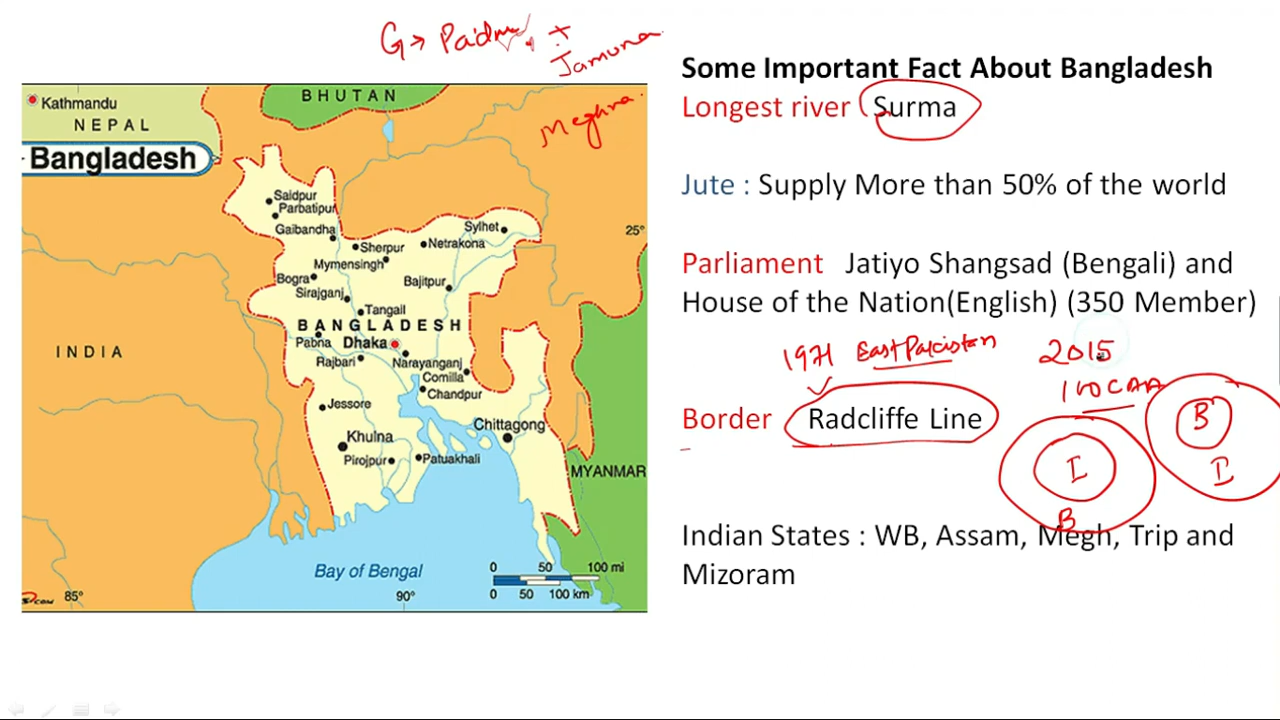 G→ Padma +
Jamuna
Meghna
Some Important Fact About Bangladesh
Longest river Surma
Jute : Supply More than 50% of the world
Parliament Jatiyo Shangsad (Bengali) and
House of the Nation(English) (350 Member)
1971 East Pakistan 2015
100 CAA
Border Radcliffe Line
B
I
I
B
Indian States : WB, Assam, Megh, Trip and
Mizoram
Kathmandu
BHUTAN
NEPAL
Bangladesh
Saidpur
Parbatipur
Gaibandha
Sylhet
25°
Sherpur
Netrakona
Mymensingh
Bogra
Bajitpur
Sirajganj
Tangail
BANGLADESH
INDIA
Pabna
Dhaka
Rajbari
Narayanganj
Comilla
Chandpur
Jessore
Chittagong
Khulna
Pirojpur
Patuakhali
MYANMAR
Bay of Bengal
0 50 100 mi
0 50 100 km
85°
90°